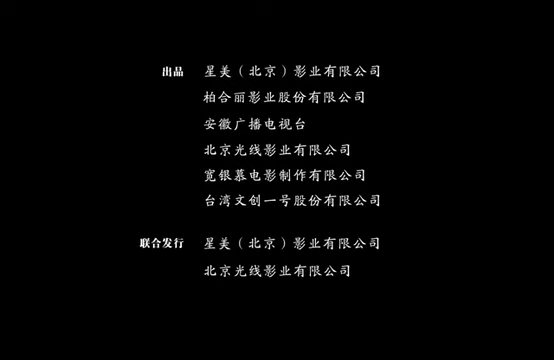 出品 星美（北京）影业有限公司
柏合丽影业股份有限公司
安徽广播电视台
北京光线影业有限公司
宽银慕电影制作有限公司
台湾文创一号股份有限公司
联合发行 星美（北京）影业有限公司
北京光线影业有限公司